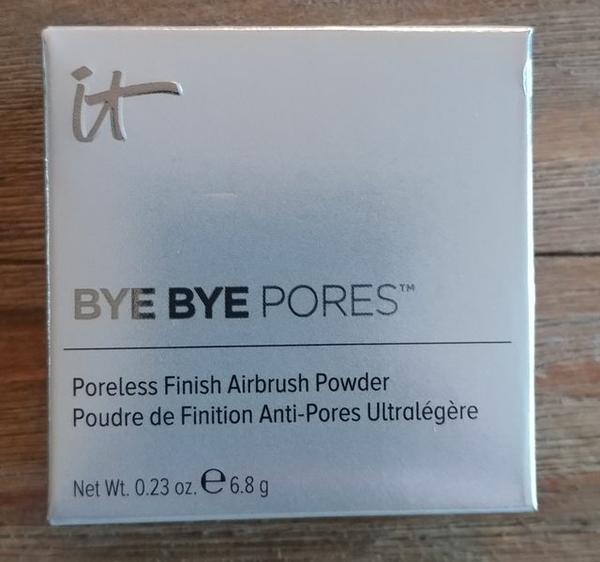 it
BYE BYE PORES™
Poreless Finish Airbrush Powder
Poudre de Finition Anti-Pores Ultralégère
Net Wt. 0.23 oz. ℮ 6.8 g